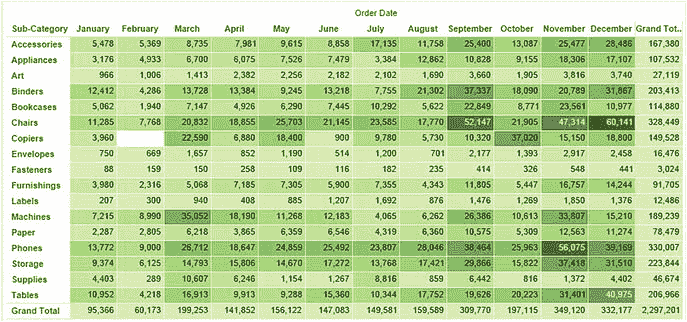 Order Date
Sub-Category January February March April May June July August September October November December Grand Tot..
Accessories 5,478 5,369 8,735 7,981 9,615 8,858 17,135 11,758 25,400 13,087 25,477 28,486 167,380
Appliances 3,176 4,933 6,700 6,075 7,526 7,479 3,384 12,862 10,828 9,155 18,306 17,107 107,532
Art 966 1,006 1,413 2,382 2,256 2,182 2,102 1,690 3,660 1,905 3,816 3,740 27,119
Binders 12,412 4,286 13,728 13,384 9,245 13,218 7,755 21,302 37,337 18,090 20,789 31,867 203,413
Bookcases 5,062 1,940 7,147 4,926 6,290 7,445 10,292 5,622 22,849 8,771 23,561 10,977 114,880
Chairs 11,285 7,768 20,832 18,855 25,703 21,145 23,585 17,770 52,147 21,905 47,314 60,141 328,449
Copiers 3,960 22,590 6,880 18,400 900 9,780 5,730 10,320 37,020 15,150 18,800 149,528
Envelopes 750 669 1,657 852 1,190 514 1,200 701 2,177 1,393 2,917 2,458 16,476
Fasteners 88 159 150 258 109 116 182 235 414 326 548 441 3,024
Furnishings 3,980 2,316 5,068 7,185 7,305 5,900 7,355 4,343 11,805 5,447 16,757 14,244 91,705
Labels 207 300 940 408 885 1,207 1,692 876 1,476 1,269 1,850 1,376 12,486
Machines 7,215 8,990 35,052 18,190 11,268 12,183 4,065 6,262 26,386 10,613 33,807 15,210 189,239
Paper 2,287 2,805 6,218 3,865 6,359 6,546 4,319 6,360 10,575 5,309 12,563 11,274 78,479
Phones 13,772 9,000 26,712 18,647 24,859 25,492 23,807 28,046 38,464 25,963 56,075 39,169 330,007
Storage 9,374 6,125 14,793 15,806 14,670 17,272 13,768 17,421 29,866 15,822 37,418 31,510 223,844
Supplies 4,403 289 10,607 6,246 1,154 1,267 8,816 859 6,442 816 1,372 4,402 46,674
Tables 10,952 4,218 16,913 9,913 9,288 15,360 10,344 17,752 19,626 20,223 31,401 40,975 206,966
Grand Total 95,366 60,173 199,253 141,852 156,122 147,083 149,581 159,589 309,770 197,115 349,120 332,177 2,297,201